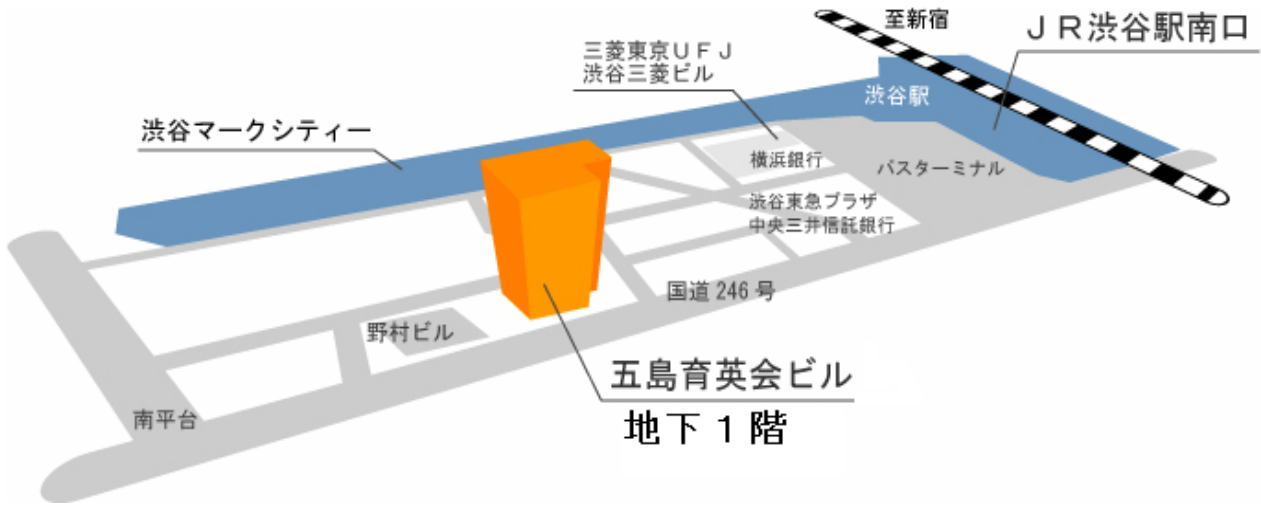 至新宿
ＪＲ渋谷駅南口
三菱東京ＵＦＪ
渋谷三菱ビル
渋谷駅
渋谷マークシティー
横浜銀行
バスターミナル
渋谷東急プラザ
中央三井信託銀行
国道 246 号
野村ビル
五島育英会ビル
南平台
地下１階